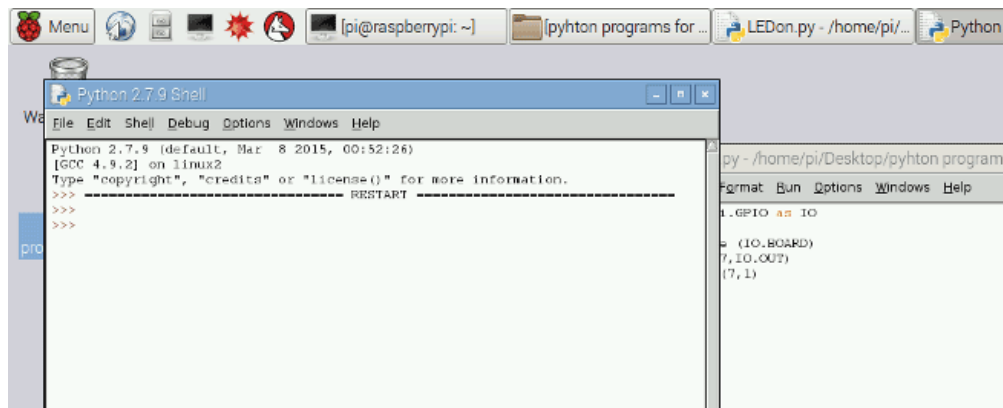 Menu
[pi@raspberrypi: ~]
[pyhton programs for ...
LEDon.py - /home/pi/...
Python
Wa
Python 2.7.9 Shell
File Edit Shell Debug Options Windows Help
Python 2.7.9 (default, Mar  8 2015, 00:52:26)
[GCC 4.9.2] on linux2
Type "copyright", "credits" or "license()" for more information.
>>> ================================ RESTART ================================
>>>
>>>
pro
py - /home/pi/Desktop/pyhton program
Format Run Options Windows Help
i.GPIO as IO
e (IO.BOARD)
7,IO.OUT)
(7,1)